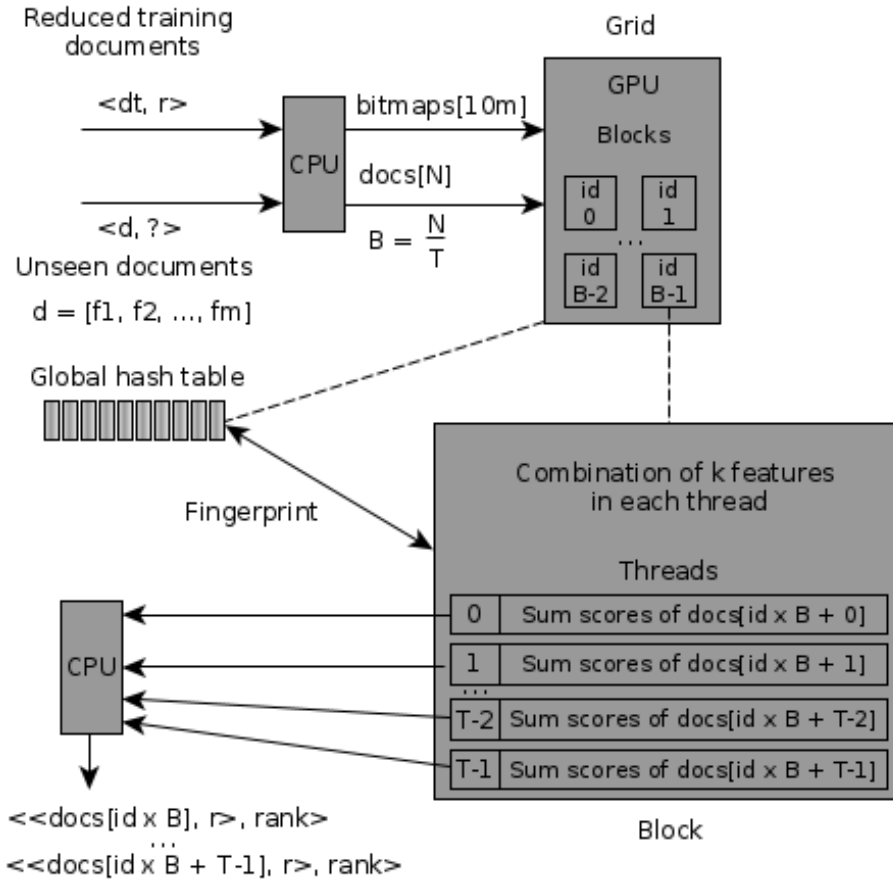 Reduced training
documents
Grid
GPU
<dt, r>
bitmaps[10m]
Blocks
CPU
docs[N]
id
0
id
1
<d, ?>
B = N
T
...
Unseen documents
id
B-2
id
B-1
d = [f1, f2, ..., fm]
Global hash table
Combination of k features
in each thread
Fingerprint
Threads
0 Sum scores of docs[id x B + 0]
CPU
1 Sum scores of docs[id x B + 1]
...
T-2 Sum scores of docs[id x B + T-2]
T-1 Sum scores of docs[id x B + T-1]
<<docs[id x B], r>, rank>
...
<<docs[id x B + T-1], r>, rank>
Block